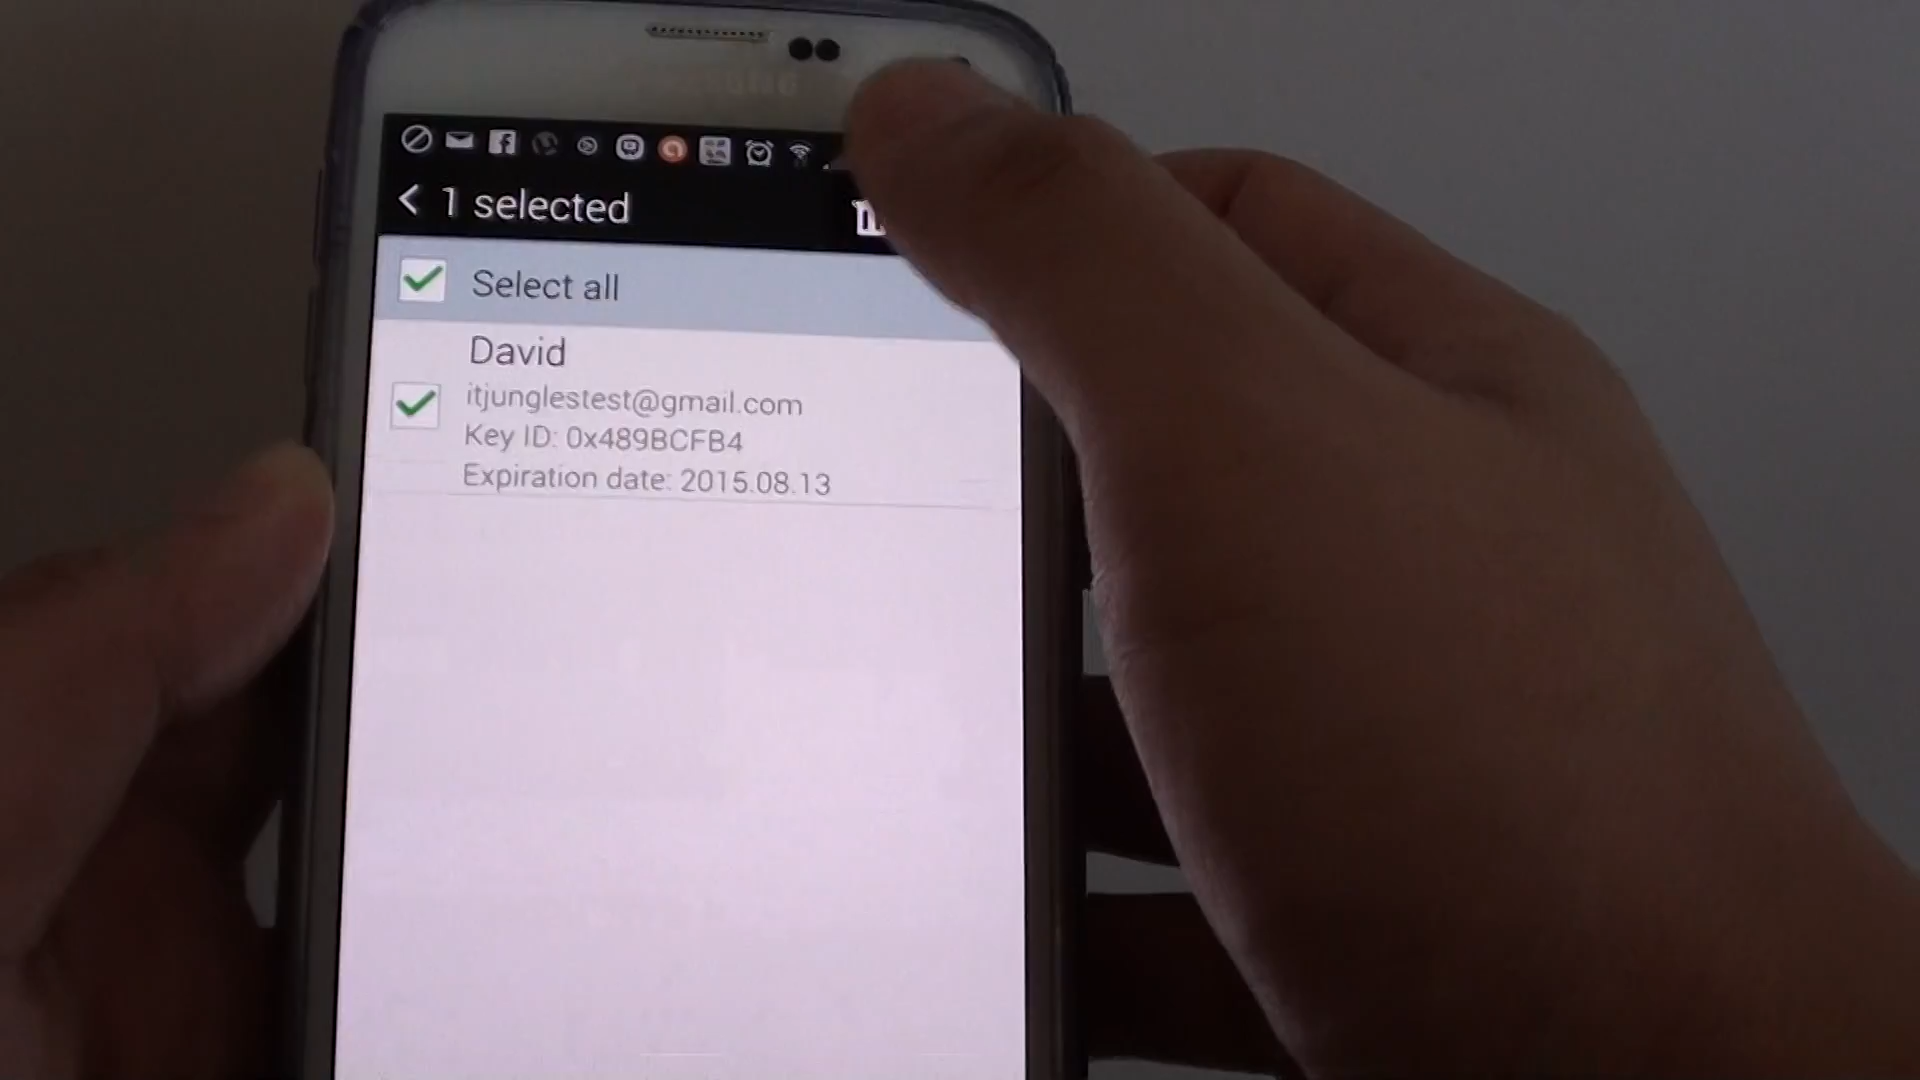 1 selected
Select all
David
itjunglestest@gmail.com
Key ID: 0x489BCFB4
Expiration date: 2015.08.13